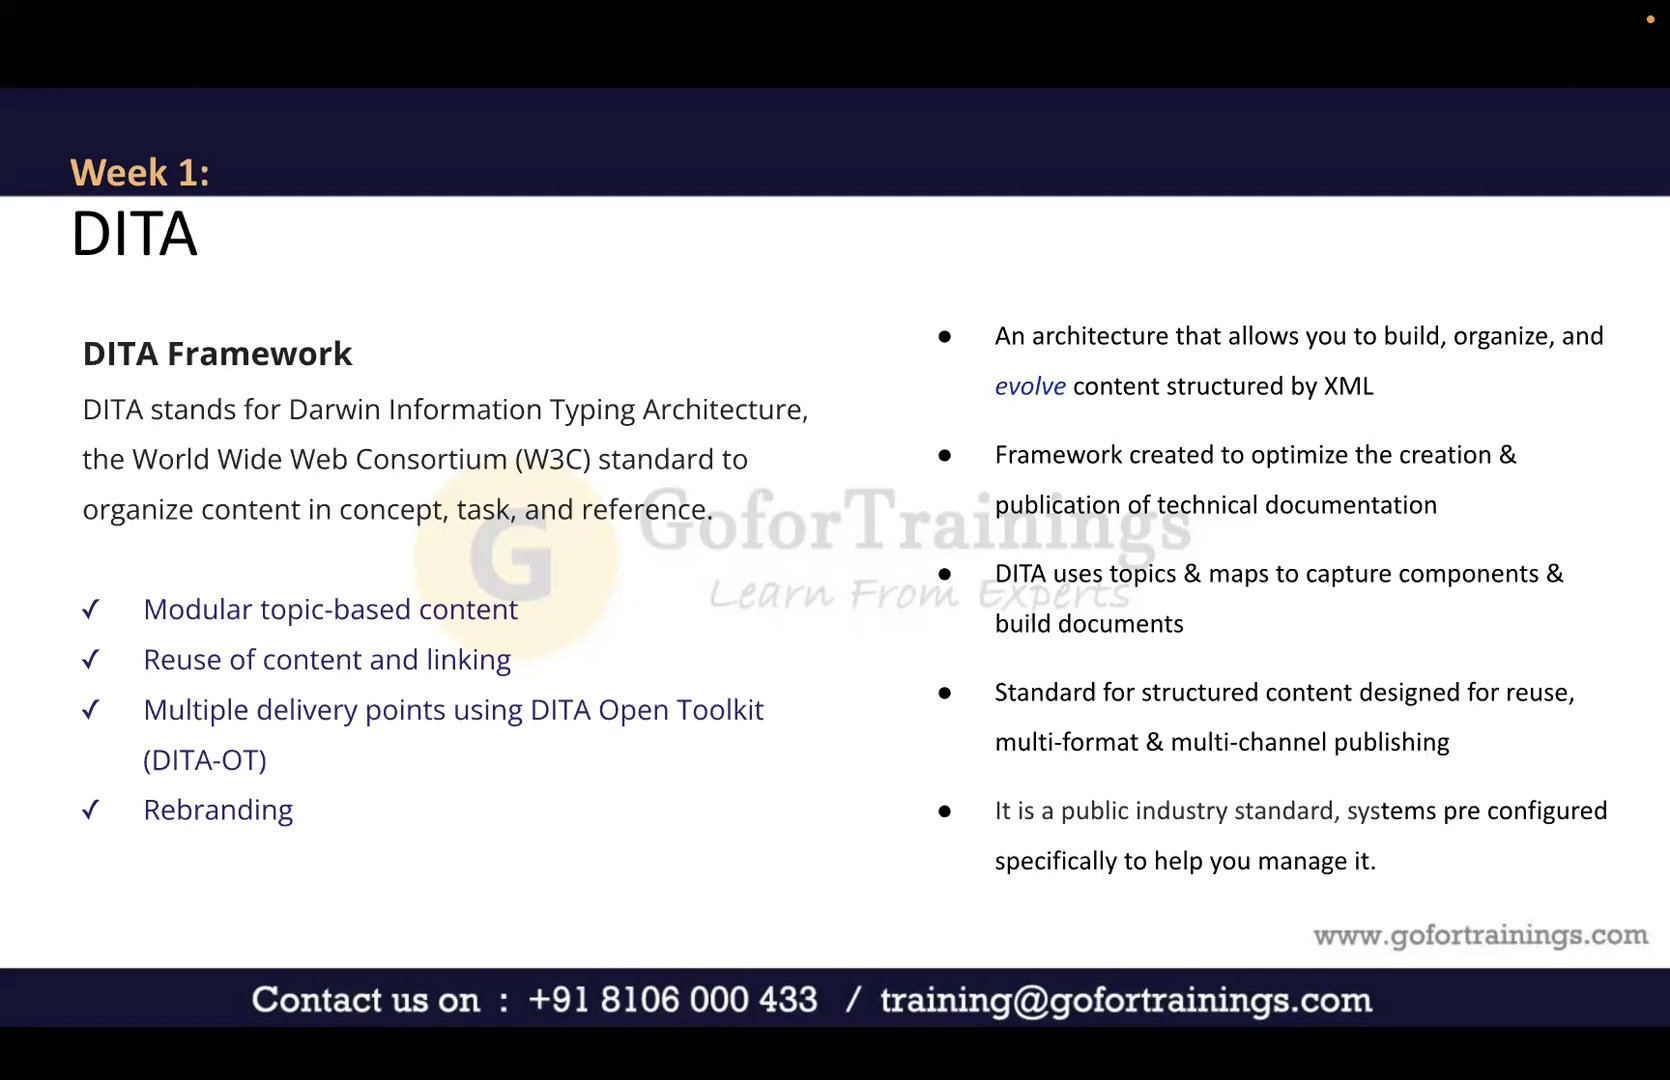 Week 1:
DITA
DITA Framework
DITA stands for Darwin Information Typing Architecture,
the World Wide Web Consortium (W3C) standard to
organize content in concept, task, and reference.
✓ Modular topic-based content
✓ Reuse of content and linking
✓ Multiple delivery points using DITA Open Toolkit
(DITA-OT)
✓ Rebranding
● An architecture that allows you to build, organize, and
evolve content structured by XML
● Framework created to optimize the creation &
publication of technical documentation
● DITA uses topics & maps to capture components &
build documents
● Standard for structured content designed for reuse,
multi-format & multi-channel publishing
● It is a public industry standard, systems pre configured
specifically to help you manage it.
G GoforTrainings
Learn From Experts
www.gofortrainings.com
Contact us on : +91 8106 000 433 / training@gofortrainings.com